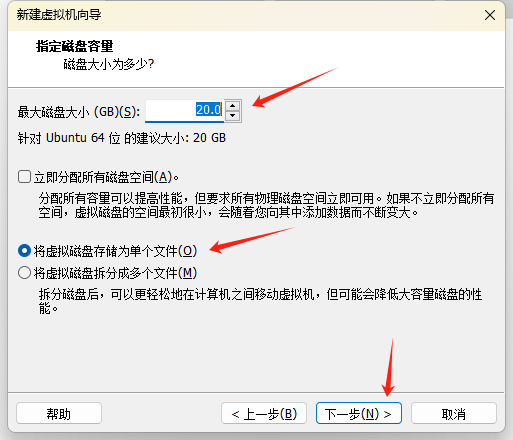 新建虚拟机向导
指定磁盘容量
磁盘大小为多少?
最大磁盘大小 (GB)(S): 20.0
针对 Ubuntu 64 位 的建议大小: 20 GB
立即分配所有磁盘空间(A)。
分配所有容量可以提高性能，但要求所有物理磁盘空间立即可用。如果不立即分配所有
空间，虚拟磁盘的空间最初很小，会随着您向其中添加数据而不断变大。
将虚拟磁盘存储为单个文件(O)
将虚拟磁盘拆分成多个文件(M)
拆分磁盘后，可以更轻松地在计算机之间移动虚拟机，但可能会降低大容量磁盘的性
能。
帮助 < 上一步(B) 下一步(N) > 取消